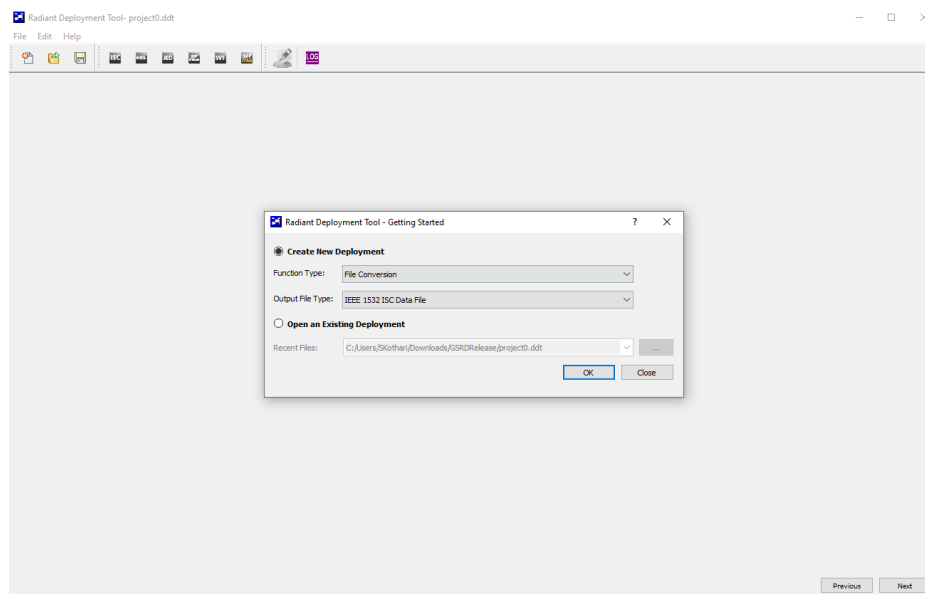 Radiant Deployment Tool- project0.ddt
File Edit Help
ISC JED SVF LOG
Radiant Deployment Tool - Getting Started ?
Create New Deployment
Function Type: File Conversion
Output File Type: IEEE 1532 ISC Data File
Open an Existing Deployment
Recent Files: C:/Users/SKothari/Downloads/GSRDRelease/project0.ddt ...
OK Close
Previous Next